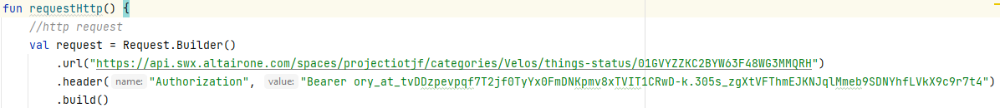 fun requestHttp() {
//http request
val request = Request.Builder()
.url("https://api.swx.altairone.com/spaces/projectiotjf/categories/Velos/things-status/01GVYZZKC2BYW63F48WG3MMQRH")
.header( name: "Authorization", value: "Bearer ory_at_tvDDzpevpqf7T2jf0TyYx0FmDNKpmv8xTVIT1CRwD-k.305s_zgXtVFThmEJKNJqlMmeb9SDNYhfLVkX9c9r7t4")
.build()